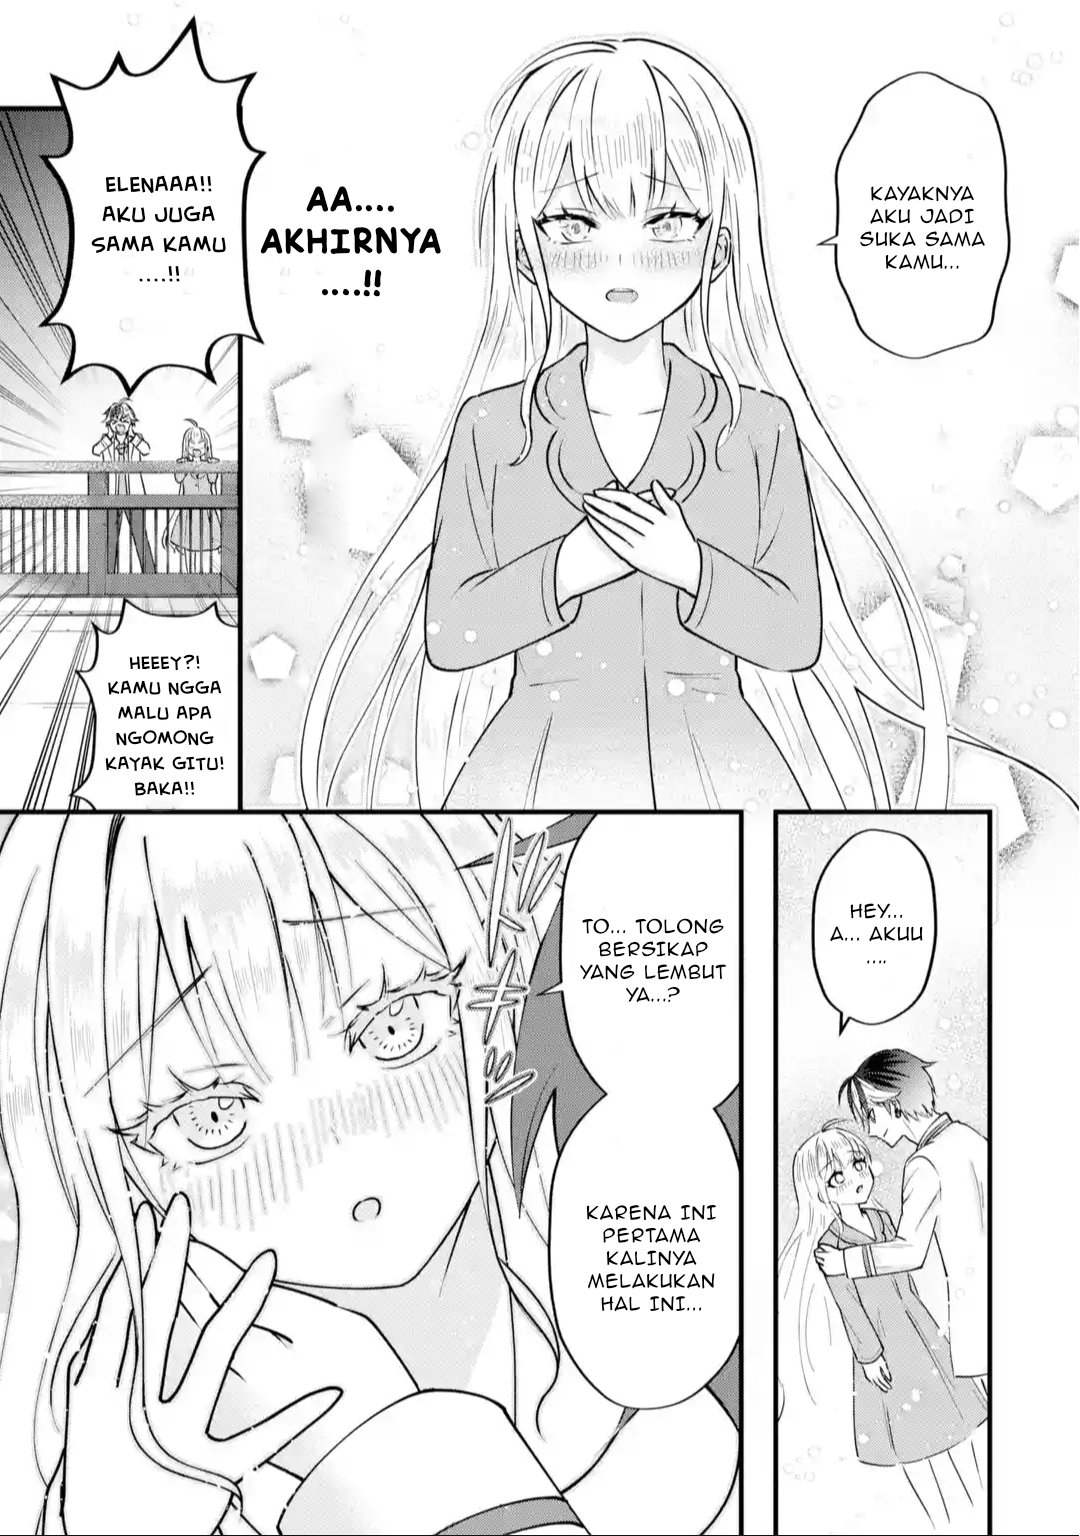 KAYAKNYA
AKU JADI
SUKA SAMA
KAMU...
AA....
AKHIRNYA
....!!
ELENAAA!!
AKU JUGA
SAMA KAMU
....!!
HEEEY?!
KAMU NGGA
MALU APA
NGOMONG
KAYAK GITU!
BAKA!!
HEY...
A... AKUU
....
TO... TOLONG
BERSIKAP
YANG LEMBUT
YA...?
KARENA INI
PERTAMA
KALINYA
MELAKUKAN
HAL INI...